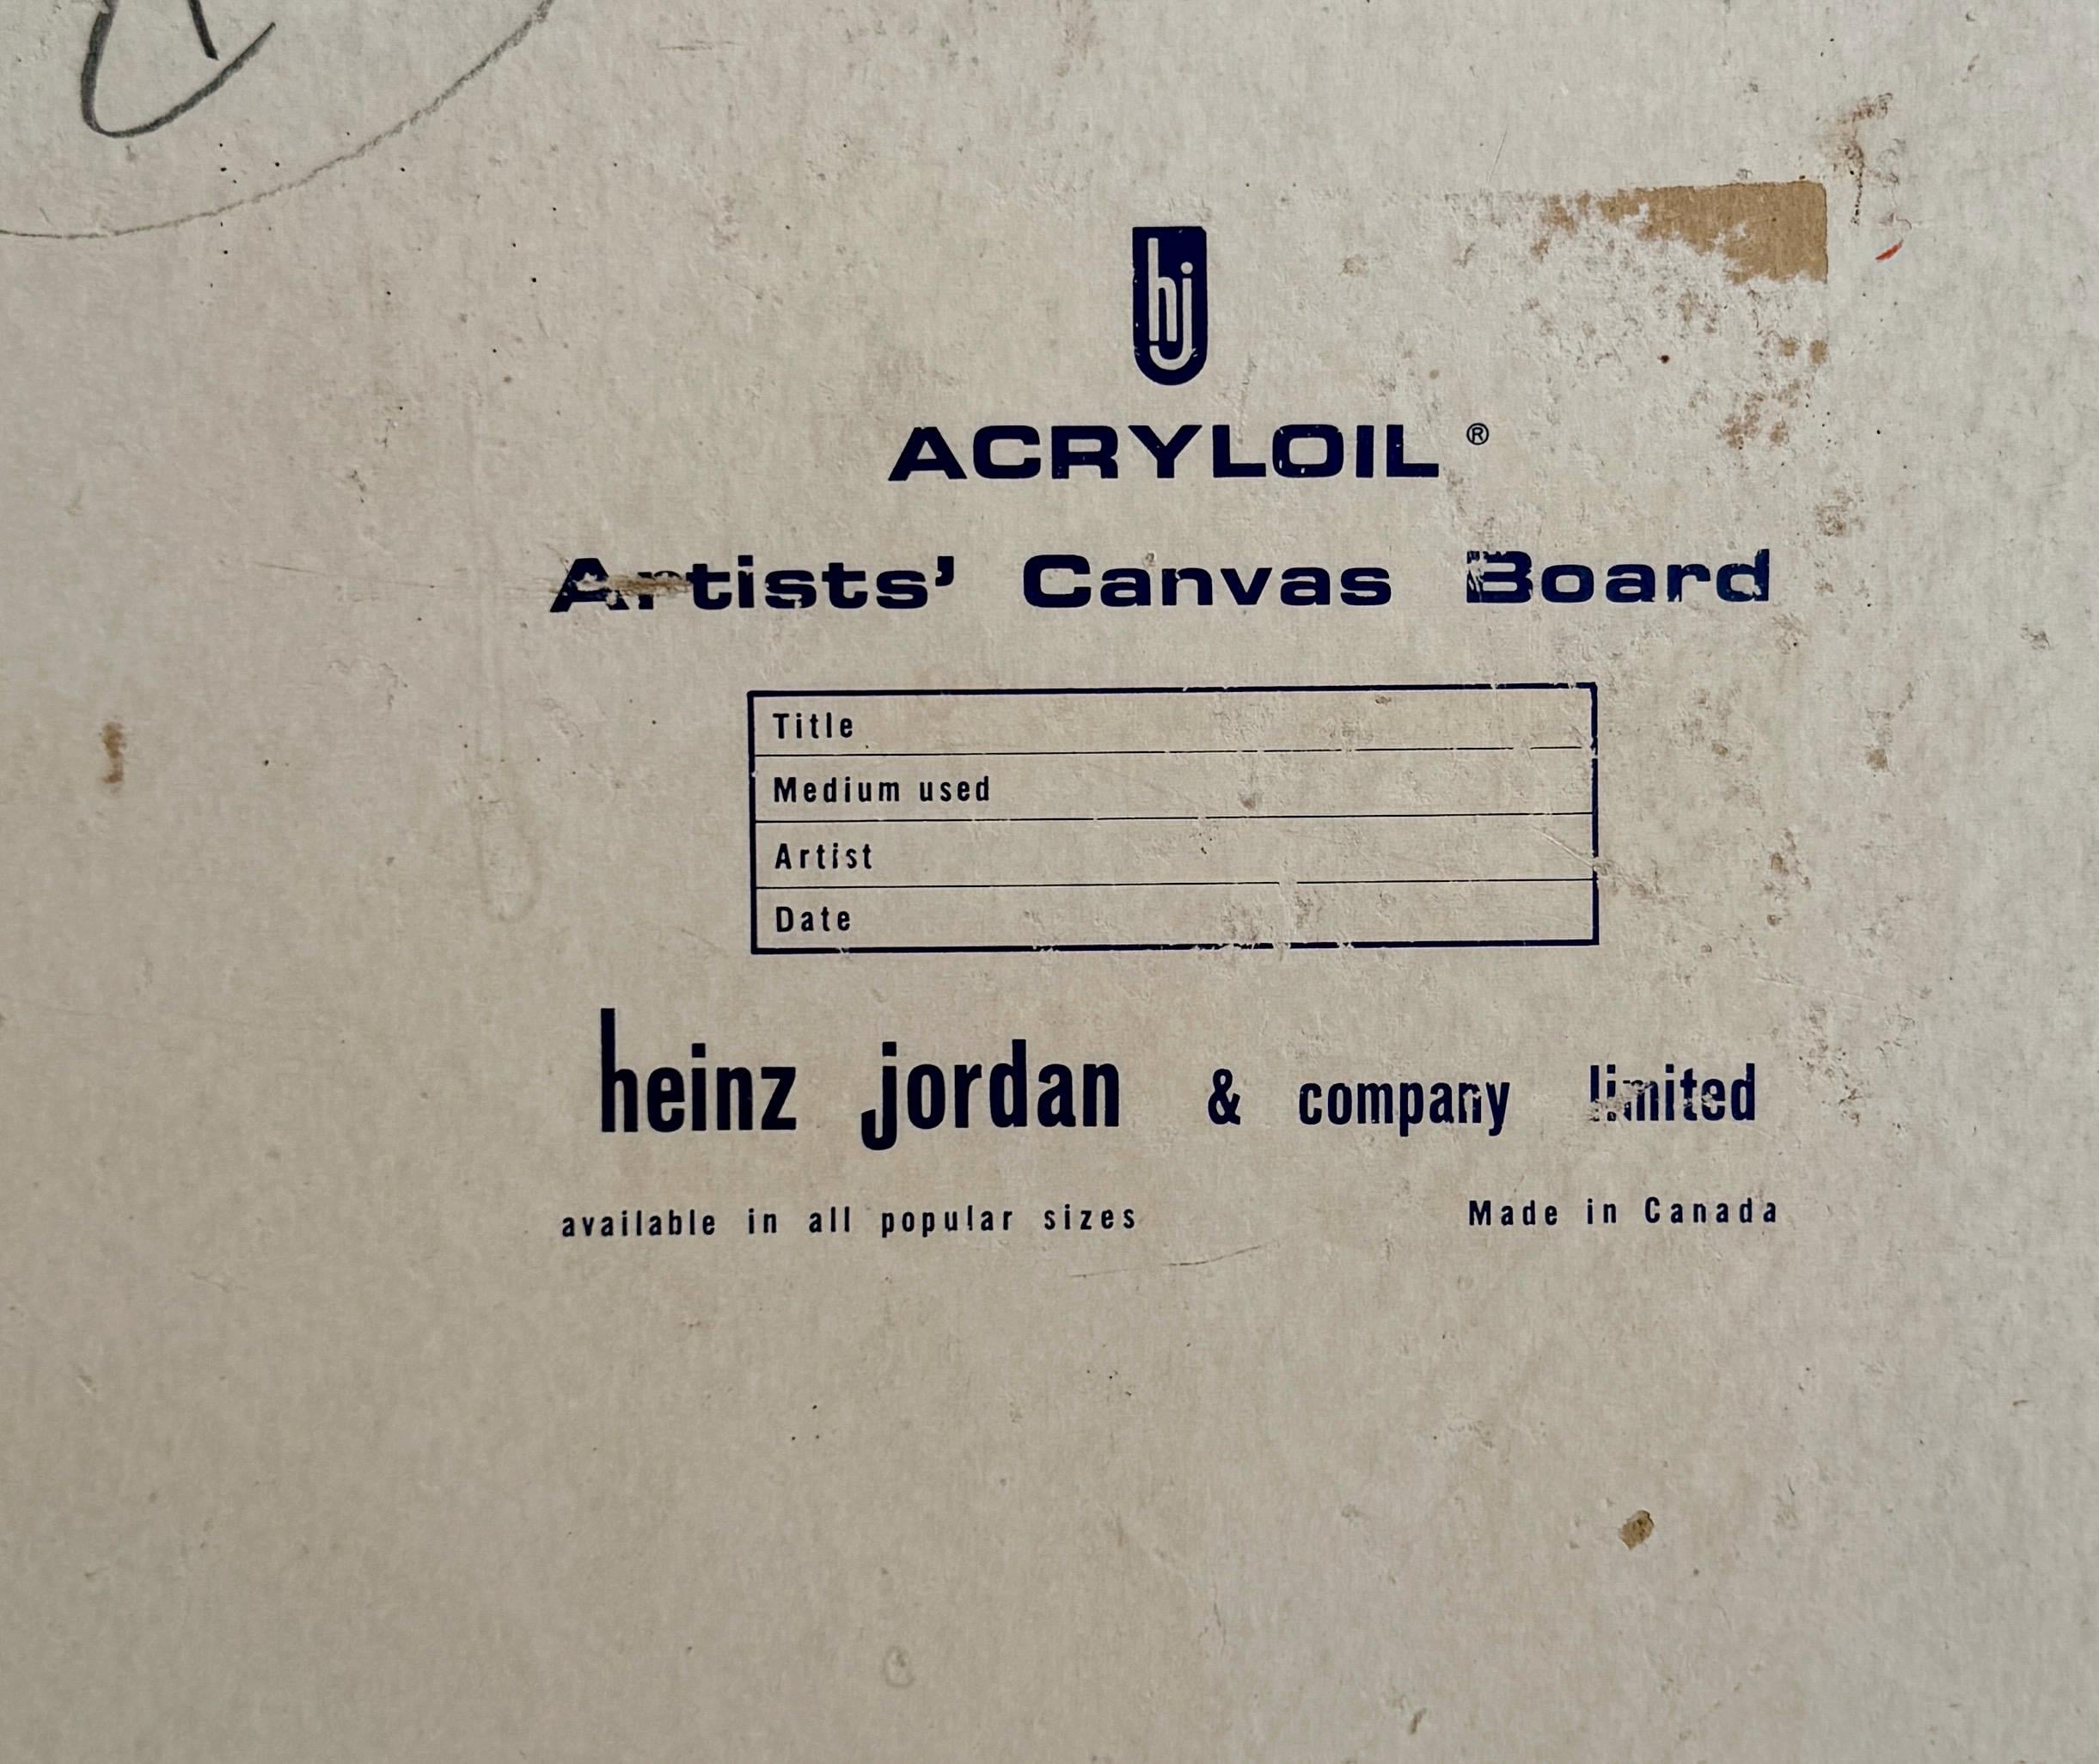 hj
ACRYLOIL ®
Artists' Canvas Board
Title
Medium used
Artist
Date
heinz jordan & company limited
available in all popular sizes Made in Canada